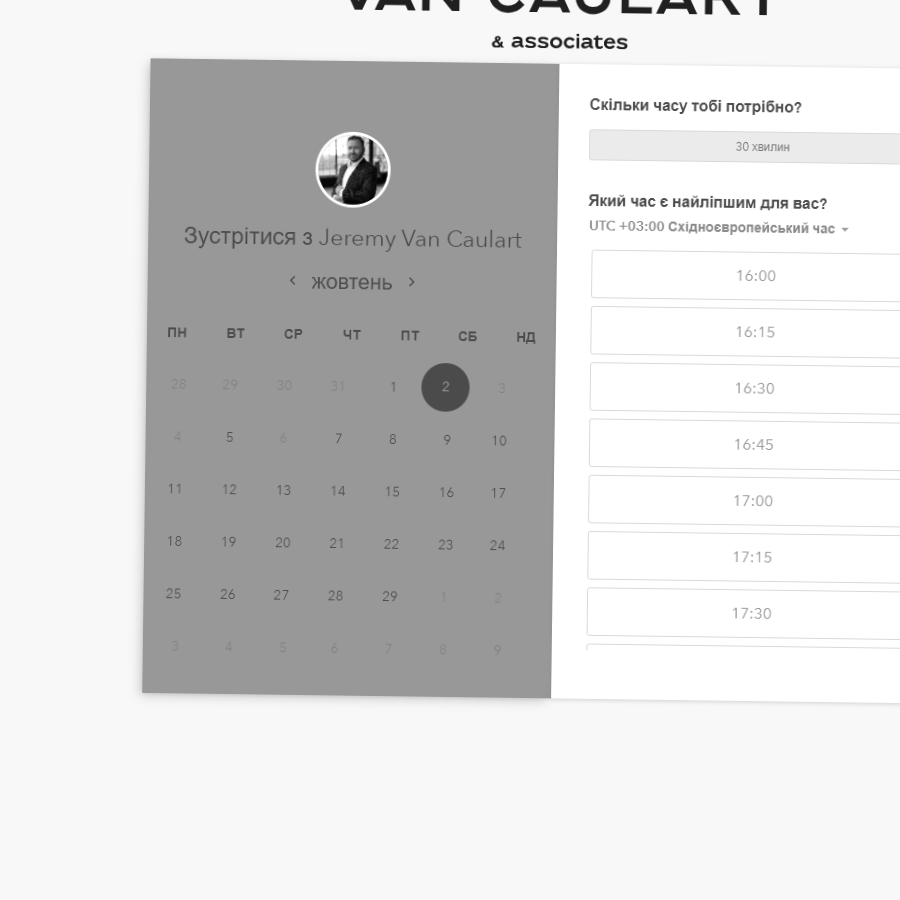 VAN CAULART
& associates
Зустрітися з Jeremy Van Caulart
жовтень
ПН ВТ СР ЧТ ПТ СБ НД
28 29 30 31 1 2 3
4 5 6 7 8 9 10
11 12 13 14 15 16 17
18 19 20 21 22 23 24
25 26 27 28 29 1 2
3 4 5 6 7 8 9
Скільки часу тобі потрібно?
30 хвилин
Який час є найліпшим для вас?
UTC +03:00 Східноєвропейський час
16:00
16:15
16:30
16:45
17:00
17:15
17:30